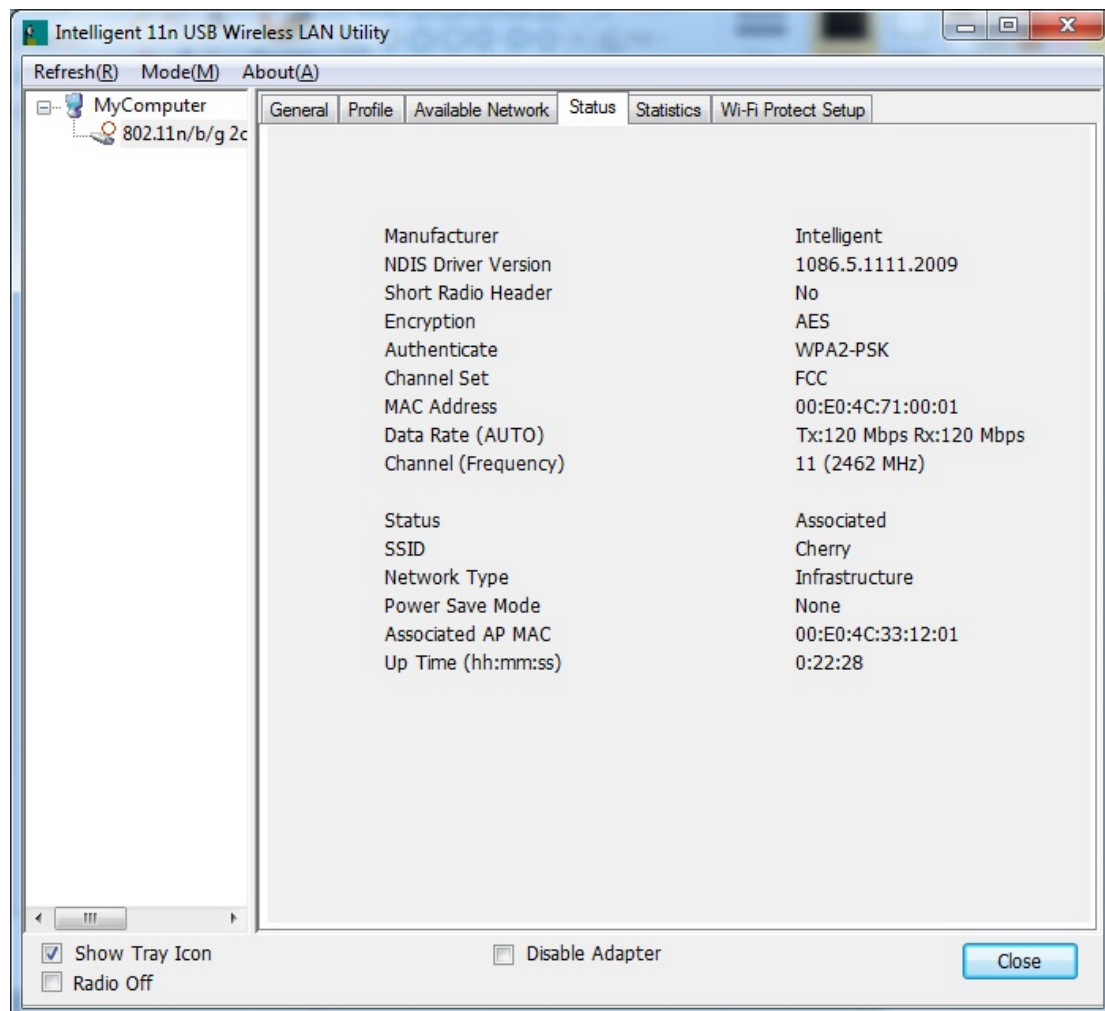 Intelligent 11n USB Wireless LAN Utility
Refresh(R) Mode(M) About(A)
MyComputer
802.11n/b/g 2c
General Profile Available Network Status Statistics Wi-Fi Protect Setup
Manufacturer Intelligent
NDIS Driver Version 1086.5.1111.2009
Short Radio Header No
Encryption AES
Authenticate WPA2-PSK
Channel Set FCC
MAC Address 00:E0:4C:71:00:01
Data Rate (AUTO) Tx:120 Mbps Rx:120 Mbps
Channel (Frequency) 11 (2462 MHz)
Status Associated
SSID Cherry
Network Type Infrastructure
Power Save Mode None
Associated AP MAC 00:E0:4C:33:12:01
Up Time (hh:mm:ss) 0:22:28
Show Tray Icon
Radio Off
Disable Adapter
Close